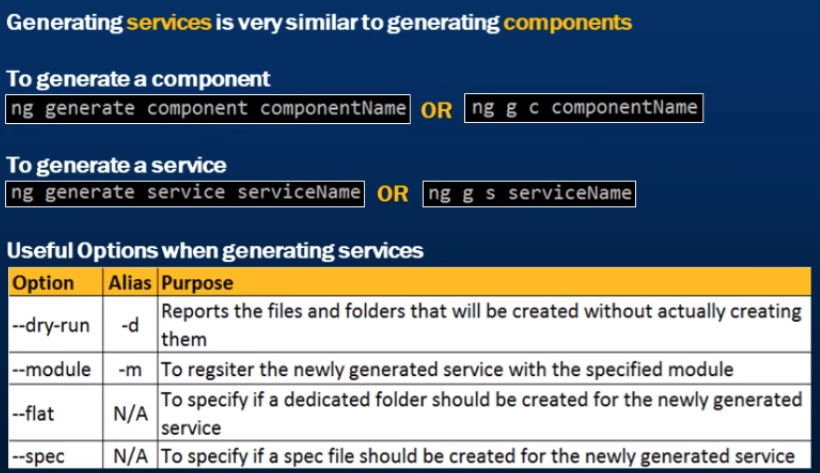 Generating services is very similar to generating components
To generate a component
ng generate component componentName OR ng g c componentName
To generate a service
ng generate service serviceName OR ng g s serviceName
Useful Options when generating services
Option Alias Purpose
--dry-run -d Reports the files and folders that will be created without actually creating
them
--module -m To regsiter the newly generated service with the specified module
--flat N/A To specify if a dedicated folder should be created for the newly generated
service
--spec N/A To specify if a spec file should be created for the newly generated service